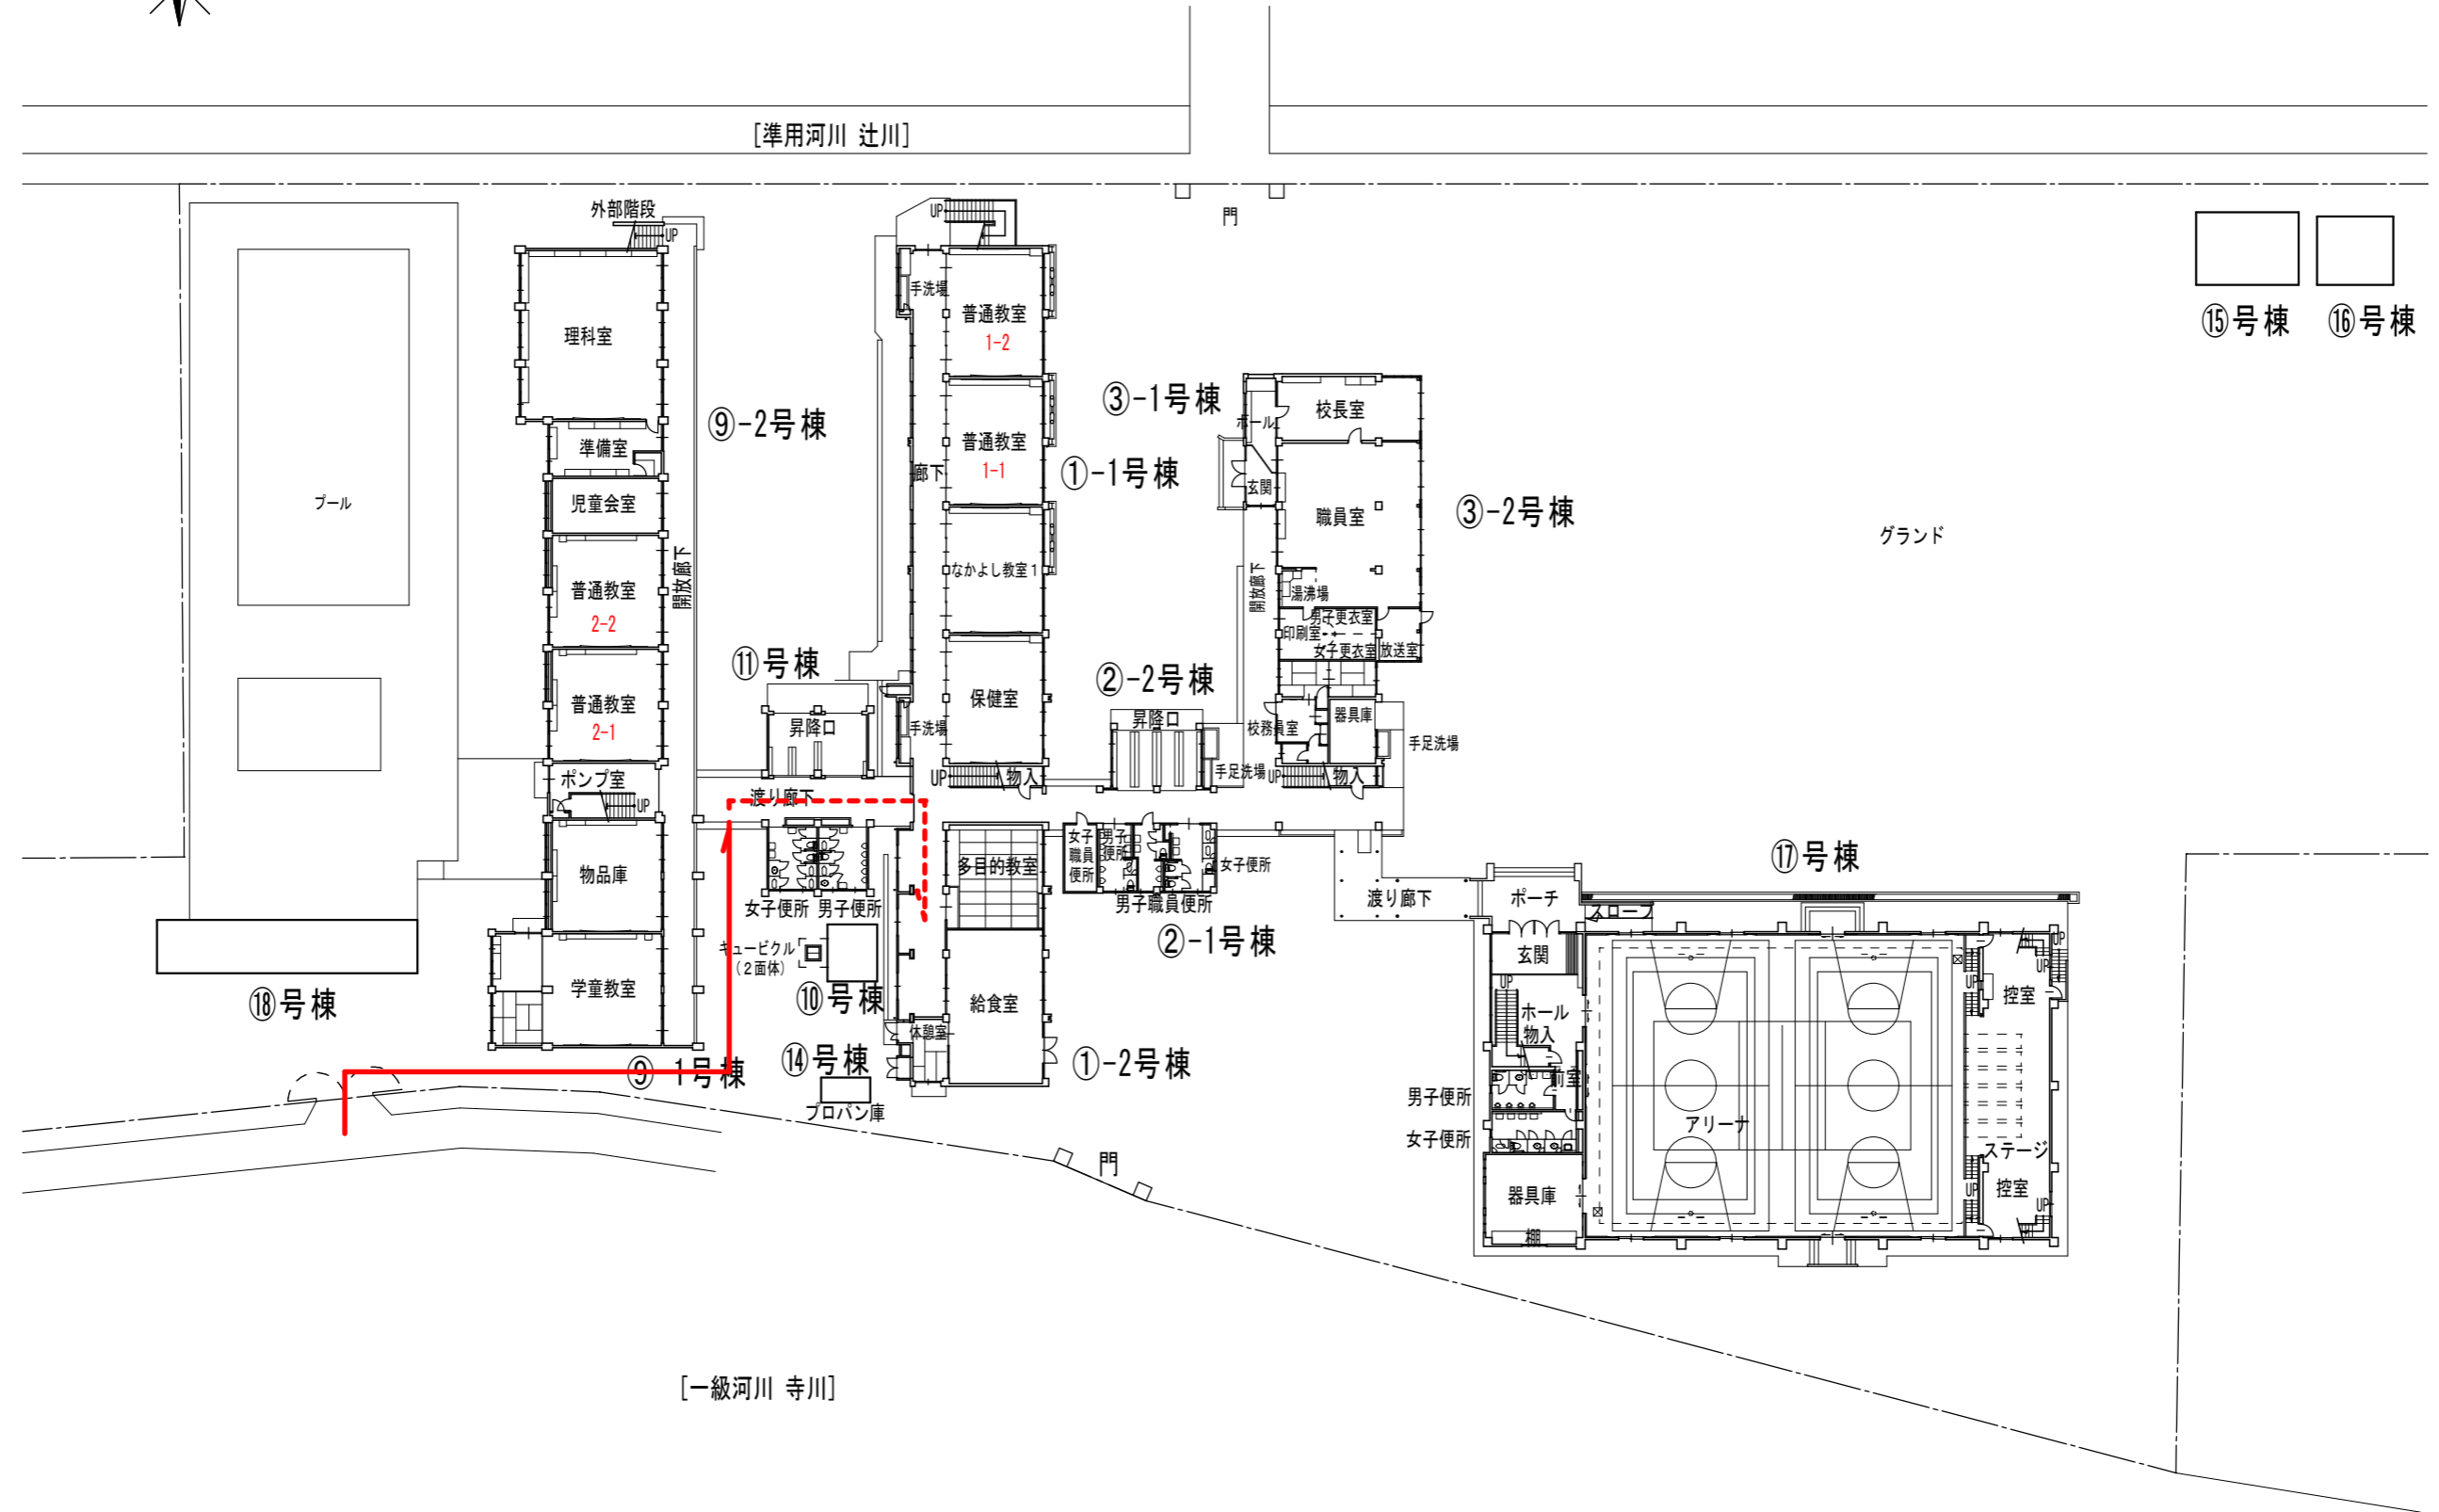 [準用河川 辻川]
外部階段
UP
UP
門
⑮号棟
⑯号棟
手洗場
普通教室
1-2
理科室
③-1号棟
校長室
ホール
⑨-2号棟
準備室
普通教室
1-1
廊下
①-1号棟
玄関
職員室
③-2号棟
プール
児童会室
グランド
開放廊下
普通教室
2-2
なかよし教室1
開放廊下
湯沸場
男子更衣室
印刷室
女子更衣室
放送室
⑪号棟
②-2号棟
保健室
普通教室
2-1
昇降口
手洗場
昇降口
校務員室
器具庫
手足洗場
ポンプ室
UP
UP
物入
手足洗場
UP
物入
渡り廊下
女子
職員
便所
男子
便所
女子便所
多目的教室
⑰号棟
物品庫
女子便所
男子便所
男子職員便所
渡り廊下
ポーチ
スロープ
②-1号棟
キュービクル
(2面体)
玄関
UP
UP
UP
控室
学童教室
⑩号棟
給食室
⑱号棟
UP
ホール
物入
休憩室
⑭号棟
①-2号棟
⑨-1号棟
前室
プロパン庫
男子便所
女子便所
アリーナ
ステージ
門
器具庫
控室
UP
UP
棚
[一級河川 寺川]